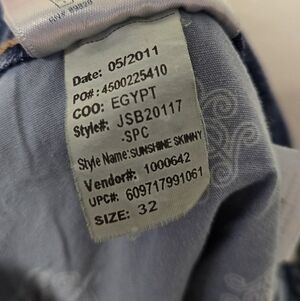 Date: 05/2011
PO#: 4500225410
COO: EGYPT
Style#: JSB20117
-SPC
Style Name: SUNSHINE SKINNY
Vendor#: 1000642
UPC#: 609717991061
SIZE: 32